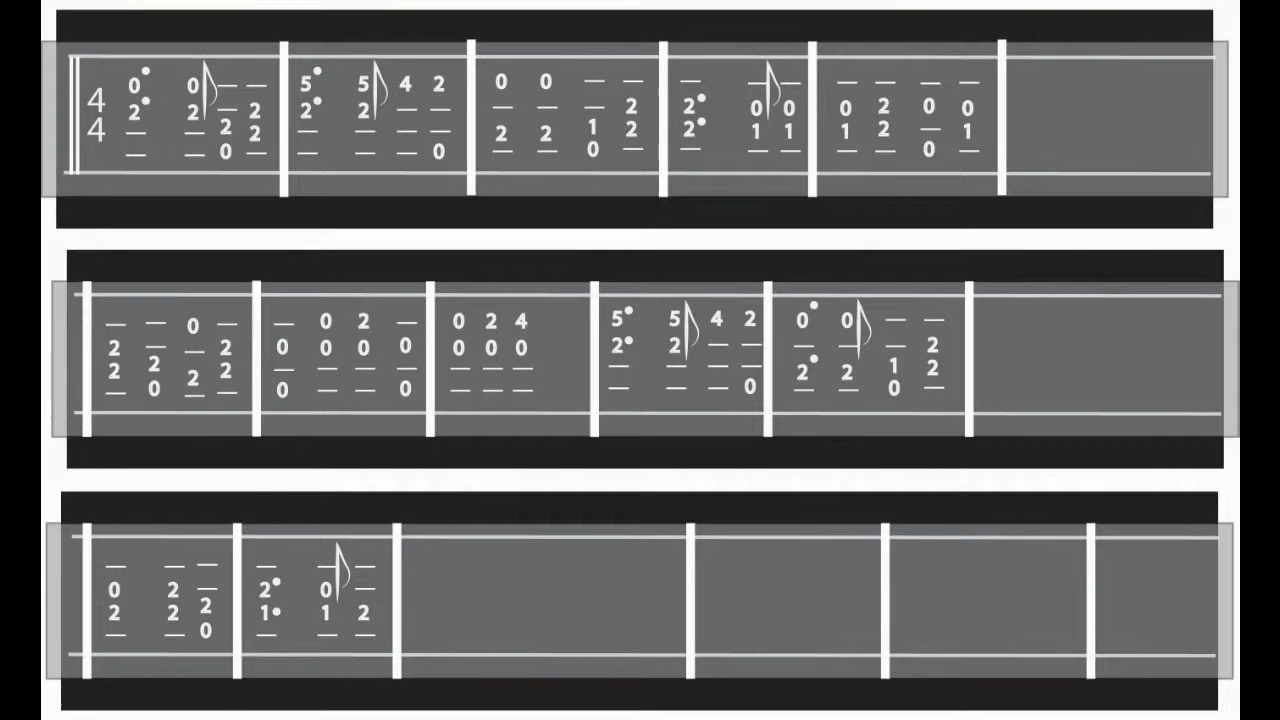 4 0• 0 — — 5• 5 4 2 0 0 — — — — — — — — —
4 2• 2 — 2 2• 2 — — — — — 2 2• 0 0 0 2 0 0
— — 2 2 — — — — 2 2 1 2 2• 1 1 1 2 — 1
— — 0 — — — — 0 — — 0 — — — — — — 0 —
— — 0 — — 0 2 — 0 2 4 5• 5 4 2 0• 0 — —
2 — — 2 0 0 0 0 0 0 0 2• 2 — — — — — 2
2 2 2 2 — — — — — — — — — — — 2• 2 1 2
— 0 — — 0 — — 0 — — — — — — 0 — — 0 —
— — — — — —
0 2 — 2• 0 —
2 2 2 1• 1 2
— — 0 — — —